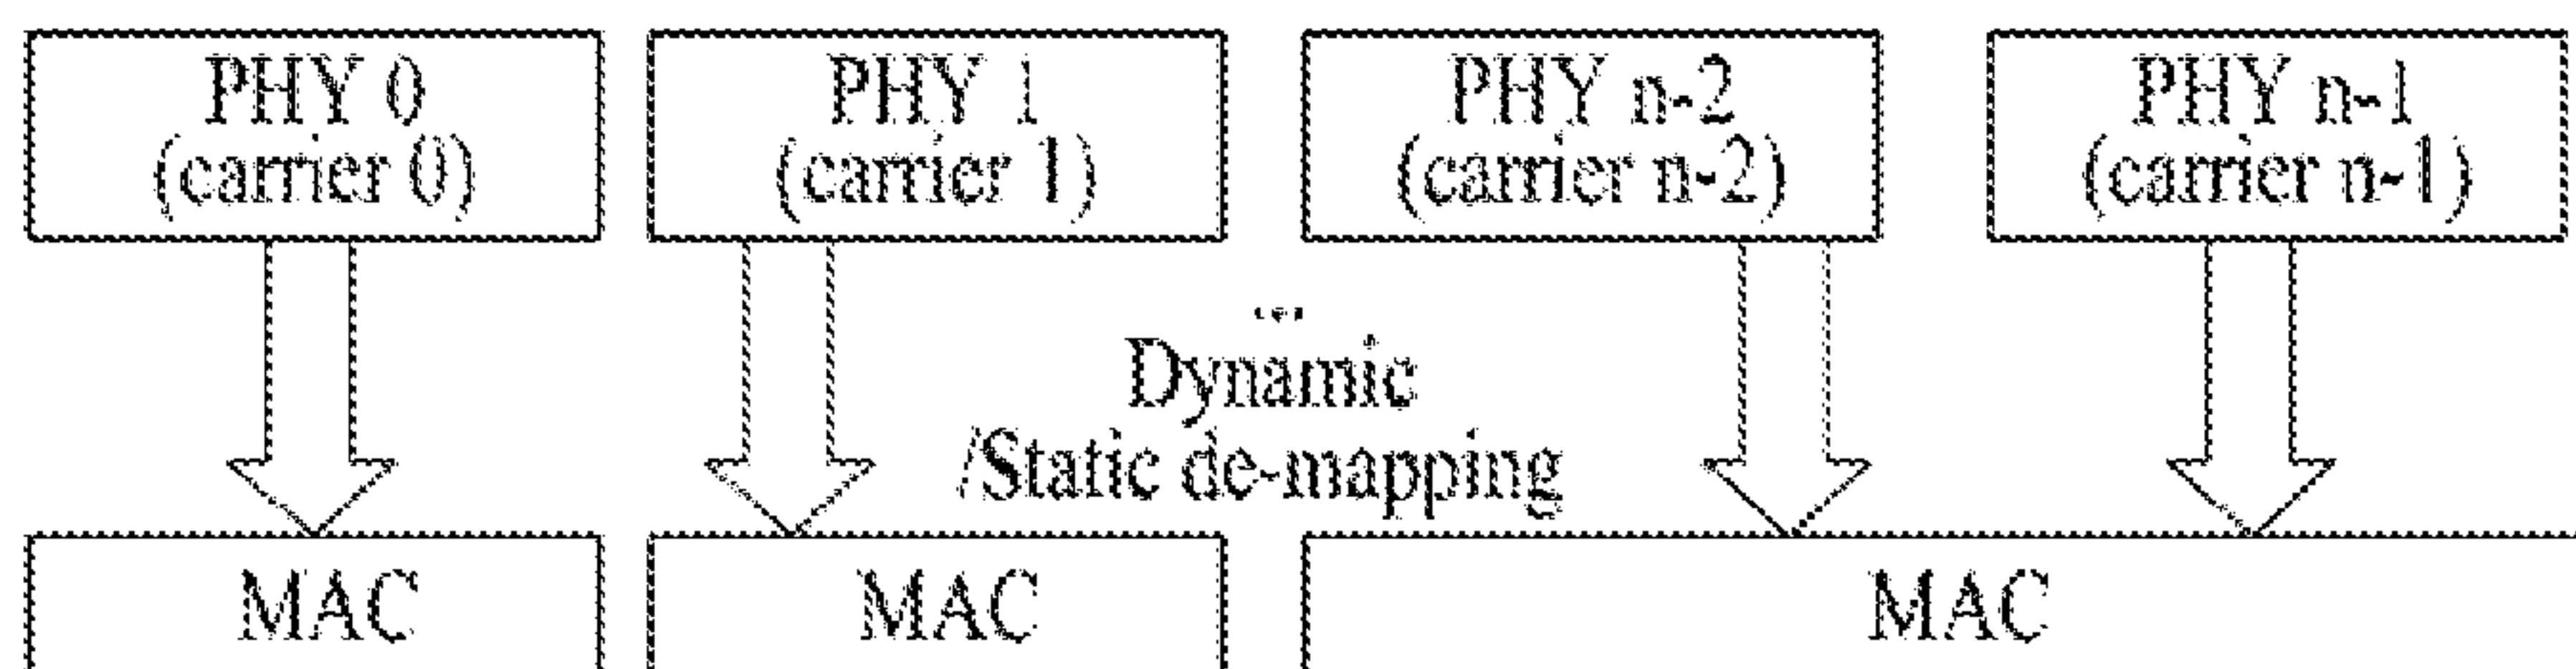 PHY 0
(carrier 0)
PHY 1
(carrier 1)
PHY n-2
(carrier n-2)
PHY n-1
(carrier n-1)
...
Dynamic
/Static de-mapping
MAC
MAC
MAC